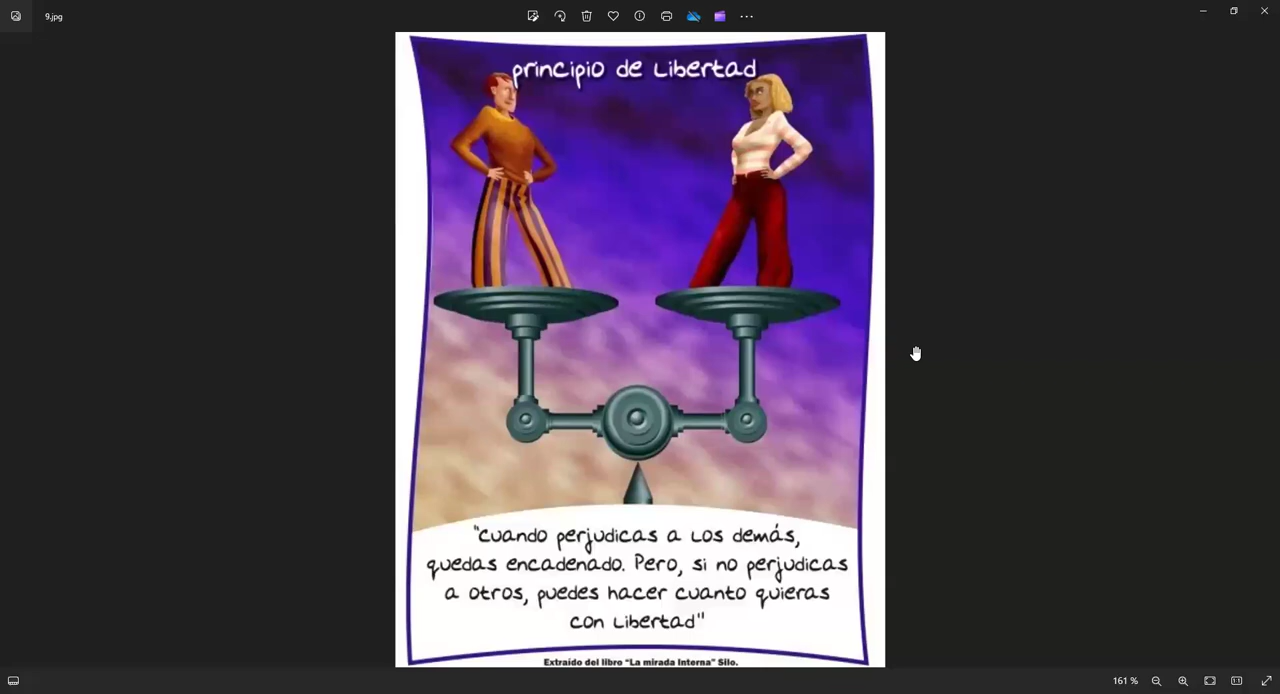 9.jpg
principio de Libertad
"Cuando perjudicas a Los demás,
quedas encadenado. Pero, si no perjudicas
a otros, puedes hacer cuanto quieras
con Libertad"
Extraído del libro "La mirada Interna" Silo.
161 %